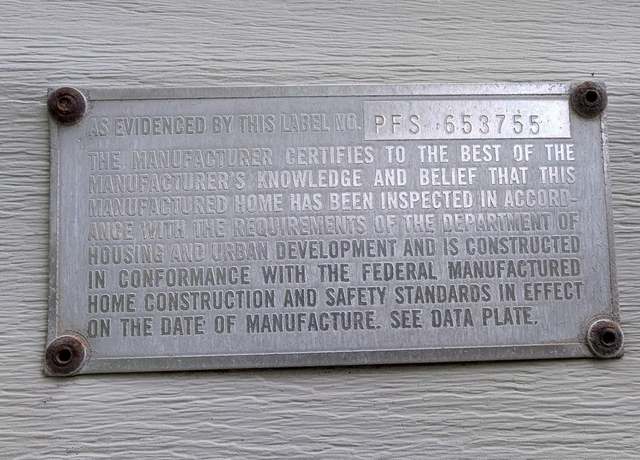 AS EVIDENCED BY THIS LABEL NO. PFS 653755
THE MANUFACTURER CERTIFIES TO THE BEST OF THE
MANUFACTURER'S KNOWLEDGE AND BELIEF THAT THIS
MANUFACTURED HOME HAS BEEN INSPECTED IN ACCORD-
ANCE WITH THE REQUIREMENTS OF THE DEPARTMENT OF
HOUSING AND URBAN DEVELOPMENT AND IS CONSTRUCTED
IN CONFORMANCE WITH THE FEDERAL MANUFACTURED
HOME CONSTRUCTION AND SAFETY STANDARDS IN EFFECT
ON THE DATE OF MANUFACTURE. SEE DATA PLATE.